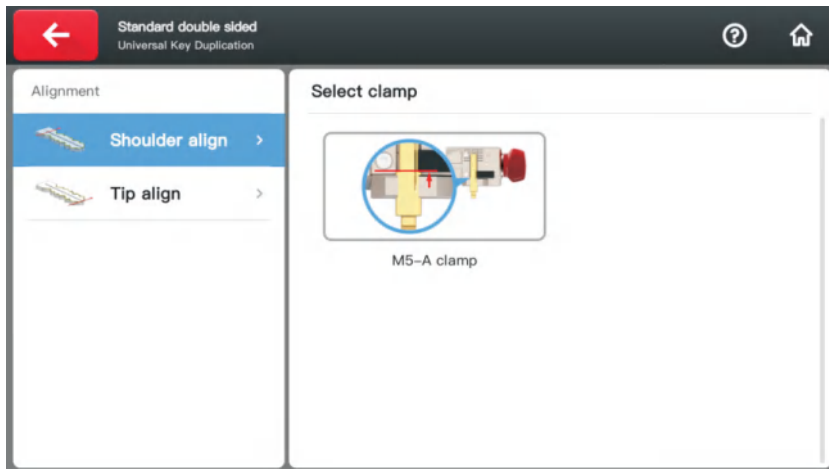 Standard double sided
Universal Key Duplication
Alignment
Shoulder align
Tip align
Select clamp
M5-A clamp